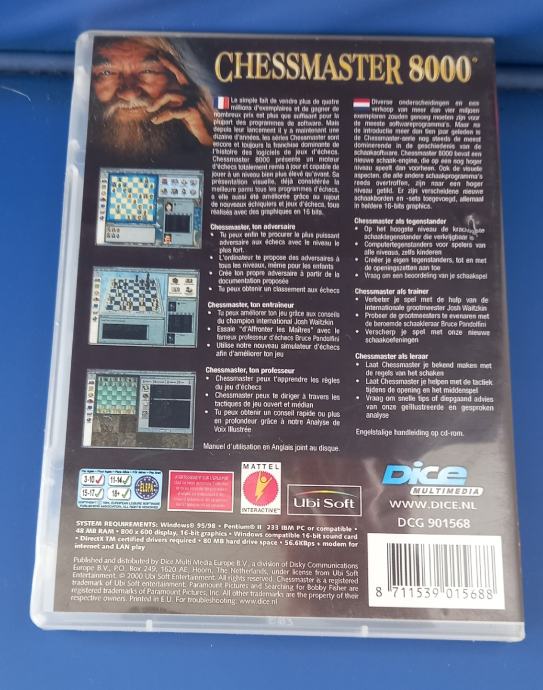 CHESSMASTER 8000
Le simple fait de vendre plus de quatre
millions d'exemplaires et de gagner de
nombreux prix est plus que suffisant pour la
plupart des programmes de software. Mais
depuis leur lancement il y a maintenant une
dizaine d'années, les séries Chessmaster sont
encore et toujours la franchise dominante de
l'histoire des logiciels de jeux d'échecs.
Chessmaster 8000 présente un moteur
d'échecs totalement remis à jour et capable de
jouer à un niveau bien plus élevé qu'avant. Sa
présentation visuelle, déjà considérée la
meilleure parmi tous les programmes d'échecs,
a elle aussi été améliorée grâce au rajout
de nouveaux échiquiers et jeux d'échecs, tous
réalisés avec des graphiques en 16 bits.
Chessmaster, ton adversaire
• Tu peux enfin te procurer le plus puissant
adversaire aux échecs avec le niveau le
plus fort.
• L'ordinateur te propose des adversaires à
tous les niveaux, même pour les enfants
• Crée ton propre adversaire à partir de la
documentation proposée
• Tu peux obtenir un classement aux échecs
Chessmaster, ton entraîneur
• Tu peux améliorer ton jeu grâce aux conseils
du champion international Josh Waitzkin
• Essaie "d'Affronter les Maîtres" avec le
fameux professeur d'échecs Bruce Pandolfini
• Utilise notre nouveau simulateur d'échecs
afin d'améliorer ton jeu
Chessmaster, ton professeur
• Chessmaster peux t'apprendre les règles
du jeu d'échecs
• Chessmaster peux te diriger à travers les
tactiques de jeu ouvert et médian
• Tu peux obtenir un conseil rapide ou plus
en profondeur grâce à notre Analyse de
Voix Illustrée
Manuel d'utilisation en Anglais joint au disque.
Diverse onderscheidingen en een
verkoop van meer dan vier miljoen
exemplaren zouden genoeg moeten zijn voor
de meeste softwareprogramma's. Maar na
de introductie meer dan tien jaar geleden is
de Chessmaster-serie nog steeds de meest
dominerende in de geschiedenis van de
schaaksoftware. Chessmaster 8000 bevat een
nieuwe schaak-engine, die op een nog hoger
niveau speelt dan voorheen. Ook de visuele
aspecten, die alle andere schaakprogramma's
reeds overtroffen, zijn naar een hoger
niveau getild. Er zijn verscheidene nieuwe
schaakborden en -sets toegevoegd, allemaal
in heldere 16-bits graphics.
Chessmaster als tegenstander
• Op het hoogste niveau de krachtigste
schaaktegenstander die verkrijgbaar is
• Computertegenstanders voor spelers van
alle niveaus, zelfs kinderen
• Creëer je eigen tegenstanders, tot en met
de openingszetten aan toe
• Vraag om een beoordeling van je schaakspel
Chessmaster als trainer
• Verbeter je spel met de hulp van de
internationale grootmeester Josh Waitzkin
• Probeer de grootmeesters te evenaren met
de beroemde schaakleraar Bruce Pandolfini
• Verscherp je spel met onze nieuwe
schaakoefeningen
Chessmaster als leraar
• Laat Chessmaster je bekend maken met
de regels van het schaken
• Laat Chessmaster je helpen met de tactiek
tijdens de opening en het middenspel
• Vraag om snelle tips of diepgaand advies
van onze geïllustreerde en gesproken
analyse
Engelstalige handleiding op cd-rom.
3-10 11-14
15-17 18+
ELSPA
MATTEL
INTERACTIVE
Ubi Soft
Dice
MULTIMEDIA
WWW.DICE.NL
DCG 901568
SYSTEM REQUIREMENTS: Windows® 95/98 • Pentium® II 233 IBM PC or compatible •
48 MB RAM • 800 x 600 display, 16-bit graphics • Windows compatible 16-bit sound card
• DirectX TM certified drivers required • 80 MB hard drive space • 56.6KBps + modem for
internet and LAN play
Published and distributed by Dice Multi Media Europe B.V., a division of Disky Communications
Europe B.V., P.O. Box 249, 1620 AE, Hoorn, The Netherlands, under license from Ubi Soft
Entertainment. © 2000 Ubi Soft Entertainment. All rights reserved. Chessmaster is a registered
trademark of Ubi Soft Entertainment. Paramount Pictures and Searching for Bobby Fisher are
registered trademarks of Paramount Pictures, Inc. All other trademarks are the property of their
respective owners. Printed in E.U. For troubleshooting: www.dice.nl
8 711539 015688